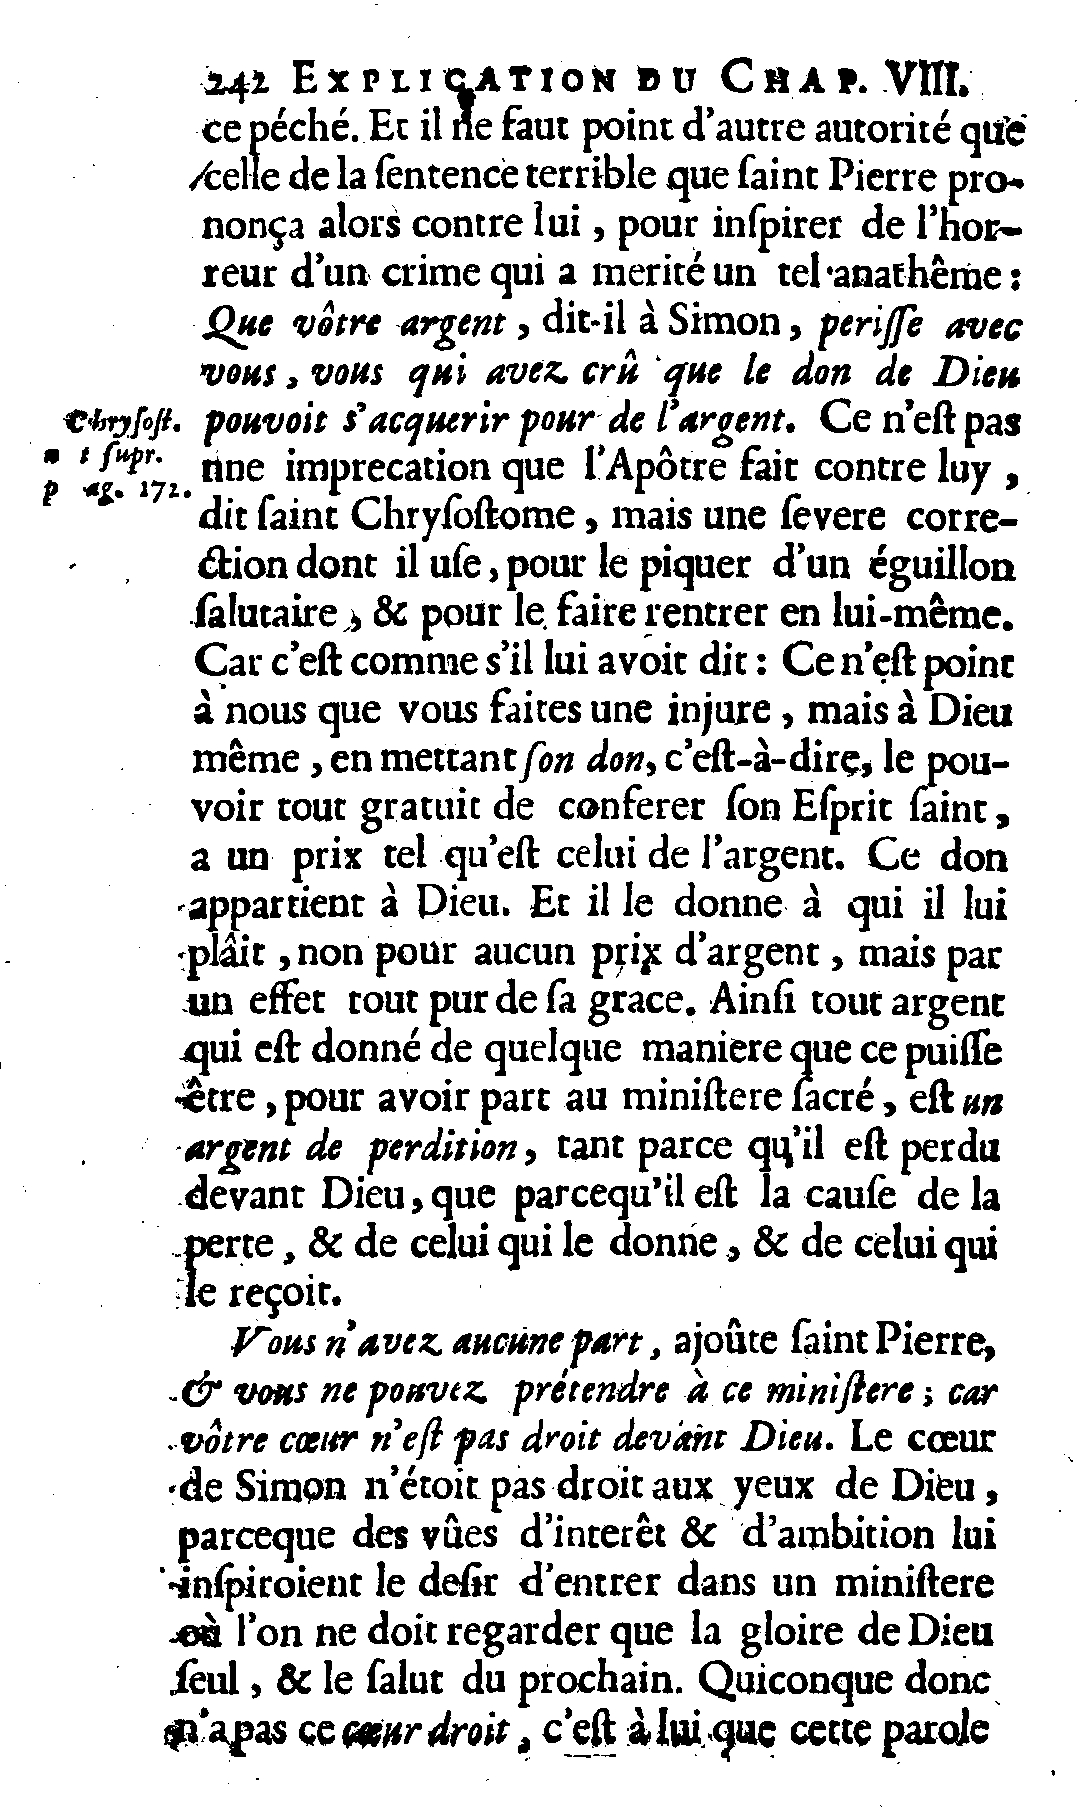 242 EXPLICATION DU CHAP. VIII.
ce péché. Et il ne faut point d'autre autorité que
celle de la ſentence terrible que ſaint Pierre pro-
nonça alors contre lui, pour inſpirer de l'hor-
reur d'un crime qui a merité un tel anathême :
Que vôtre argent, dit-il à Simon, periſſe avec
vous, vous qui avez crû que le don de Dieu
pouvoit s'acquerir pour de l'argent. Ce n'eſt pas
Chryſoſt.
ut ſupr.
pag. 172.
une imprecation que l'Apôtre fait contre luy,
dit ſaint Chryſoſtome, mais une ſevere corre-
ction dont il uſe, pour le piquer d'un éguillon
ſalutaire, & pour le faire rentrer en lui-même.
Car c'eſt comme s'il lui avoit dit : Ce n'eſt point
à nous que vous faites une injure, mais à Dieu
même, en mettant ſon don, c'eſt-à-dire, le pou-
voir tout gratuit de conferer ſon Eſprit ſaint,
a un prix tel qu'eſt celui de l'argent. Ce don
appartient à Dieu. Et il le donne à qui il lui
plâit, non pour aucun prix d'argent, mais par
un effet tout pur de ſa grace. Ainſi tout argent
qui eſt donné de quelque maniere que ce puiſſe
être, pour avoir part au miniſtere ſacré, eſt un
argent de perdition, tant parce qu'il eſt perdu
devant Dieu, que parcequ'il eſt la cauſe de la
perte, & de celui qui le donne, & de celui qui
le reçoit.
Vous n'avez aucune part, ajoûte ſaint Pierre,
& vous ne pouvez prétendre à ce miniſtere ; car
vôtre cœur n'eſt pas droit devant Dieu. Le cœur
de Simon n'étoit pas droit aux yeux de Dieu,
parceque des vûes d'interêt & d'ambition lui
inſpiroient le deſir d'entrer dans un miniſtere
où l'on ne doit regarder que la gloire de Dieu
ſeul, & le ſalut du prochain. Quiconque donc
n'a pas ce cœur droit, c'eſt à lui que cette parole